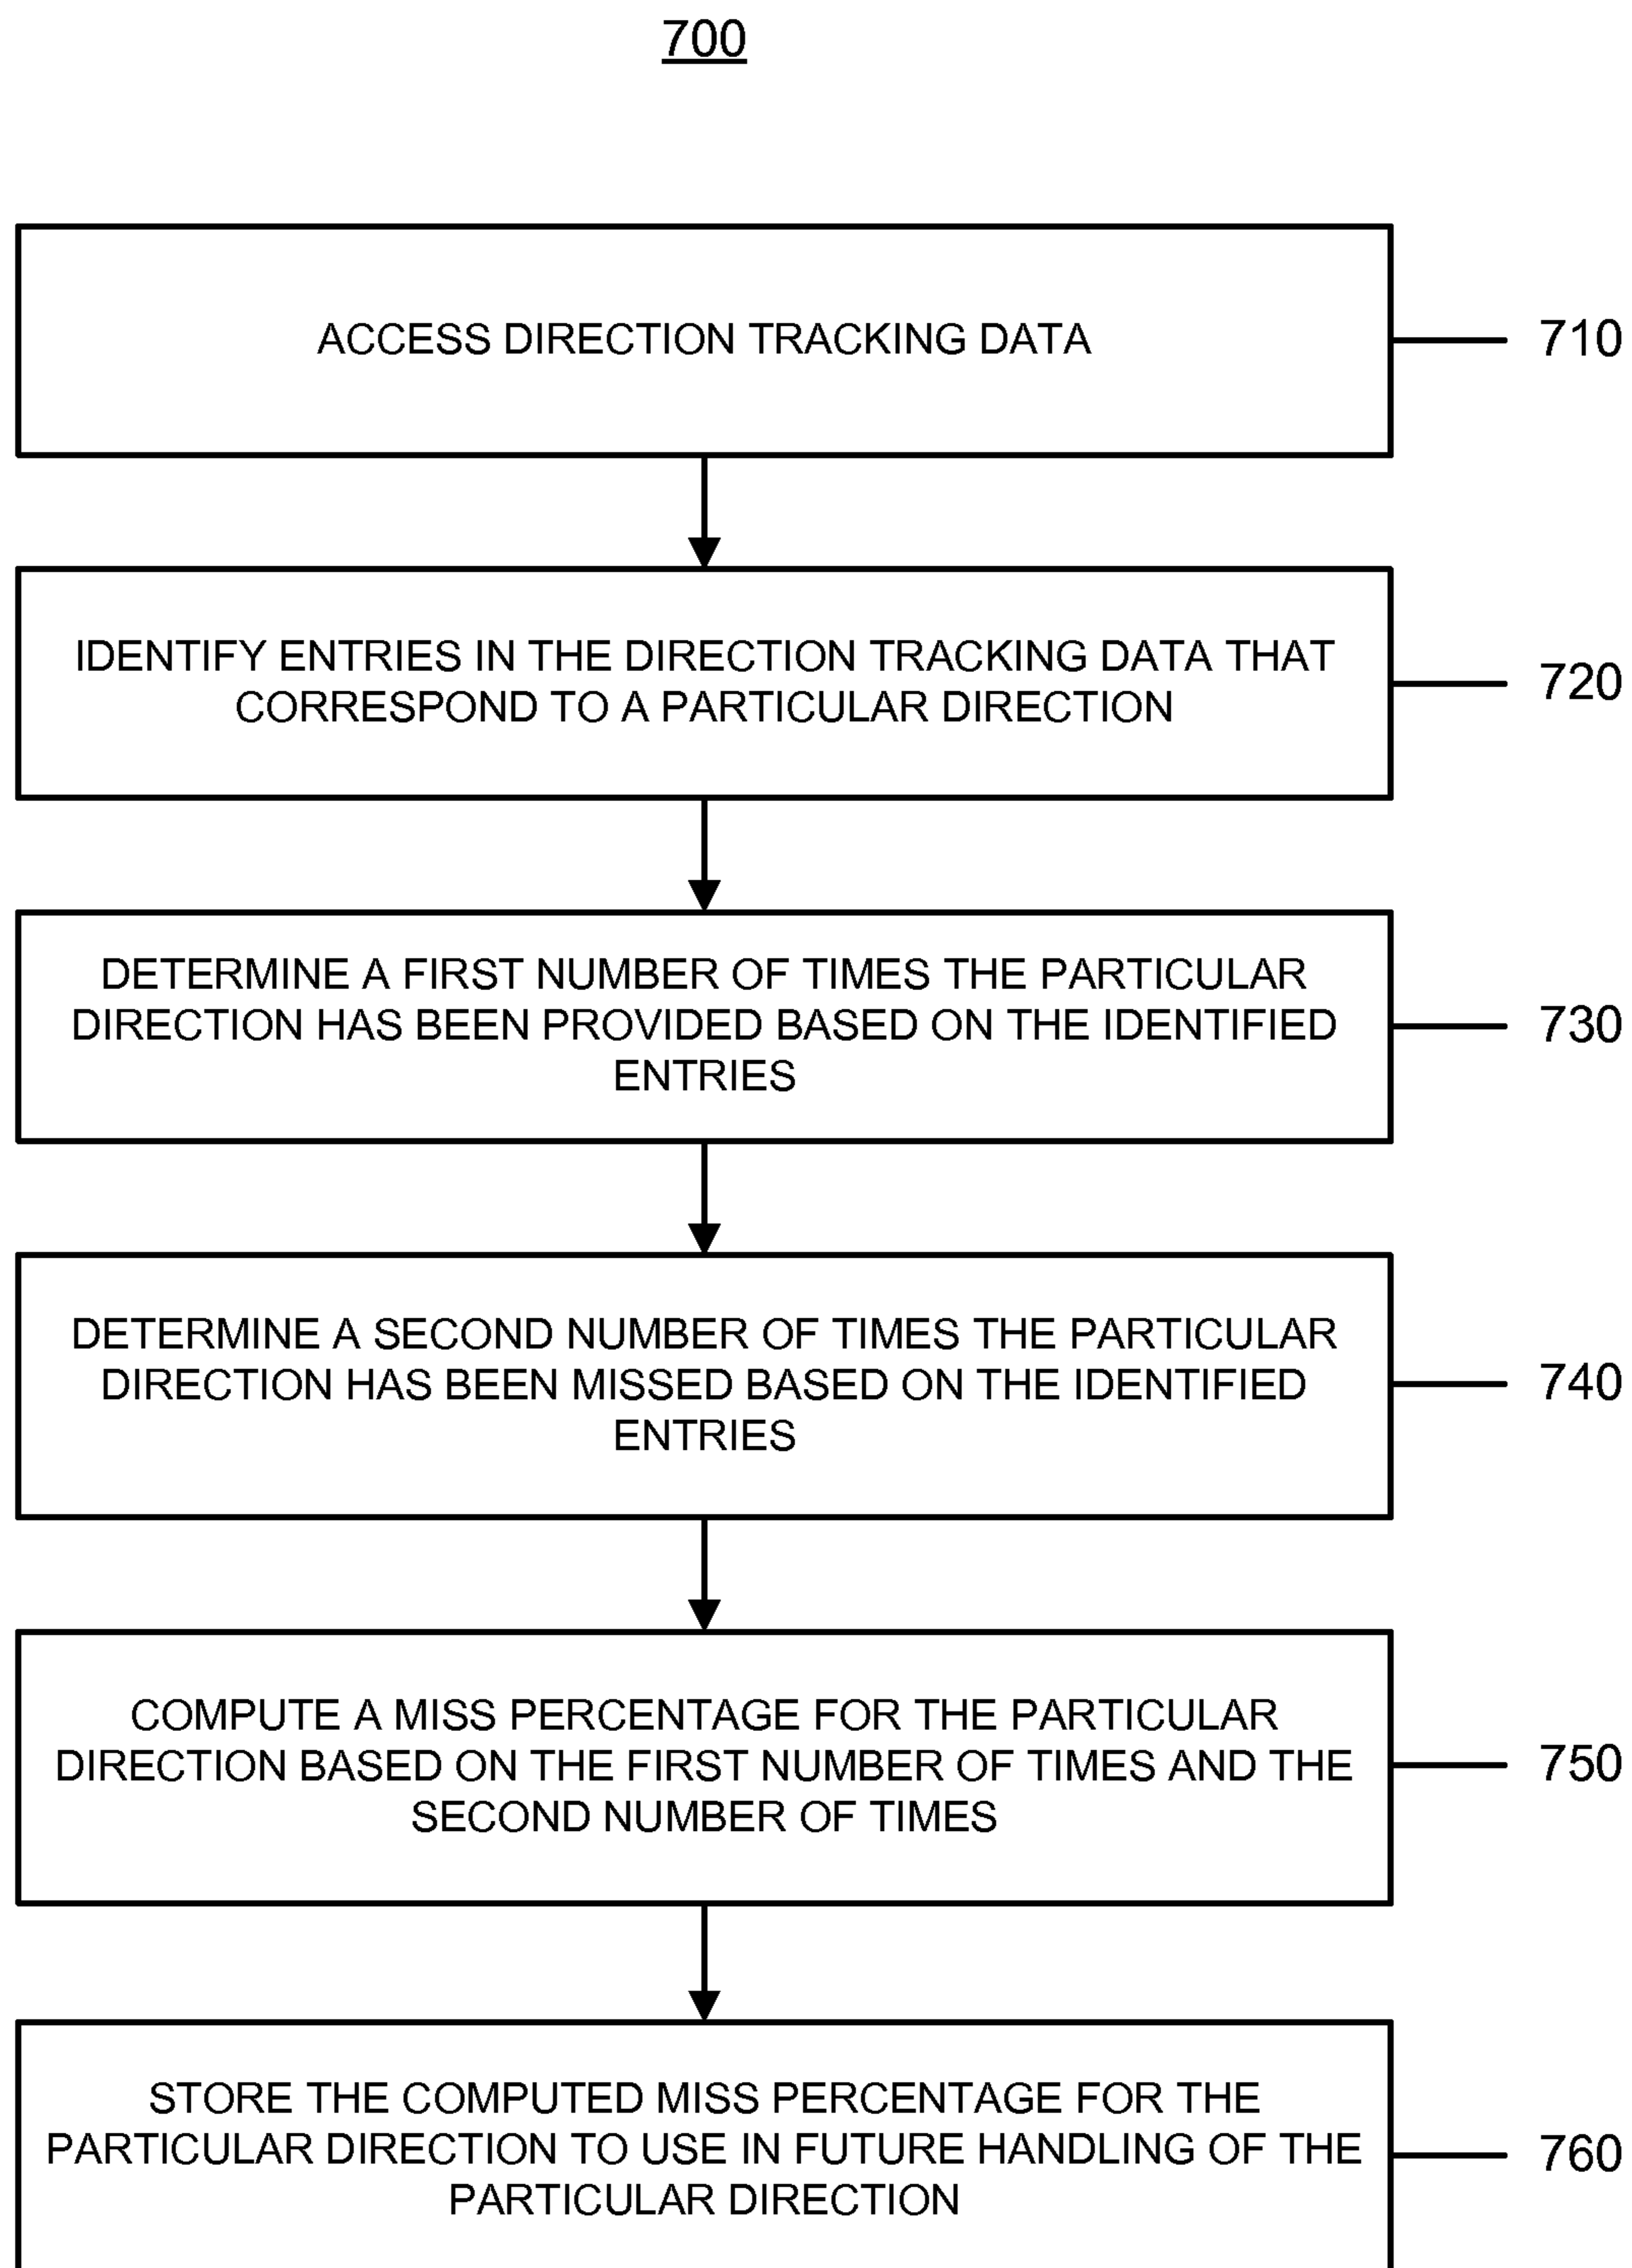 700
ACCESS DIRECTION TRACKING DATA
710
IDENTIFY ENTRIES IN THE DIRECTION TRACKING DATA THAT
CORRESPOND TO A PARTICULAR DIRECTION
720
DETERMINE A FIRST NUMBER OF TIMES THE PARTICULAR
DIRECTION HAS BEEN PROVIDED BASED ON THE IDENTIFIED
ENTRIES
730
DETERMINE A SECOND NUMBER OF TIMES THE PARTICULAR
DIRECTION HAS BEEN MISSED BASED ON THE IDENTIFIED
ENTRIES
740
COMPUTE A MISS PERCENTAGE FOR THE PARTICULAR
DIRECTION BASED ON THE FIRST NUMBER OF TIMES AND THE
SECOND NUMBER OF TIMES
750
STORE THE COMPUTED MISS PERCENTAGE FOR THE
PARTICULAR DIRECTION TO USE IN FUTURE HANDLING OF THE
PARTICULAR DIRECTION
760